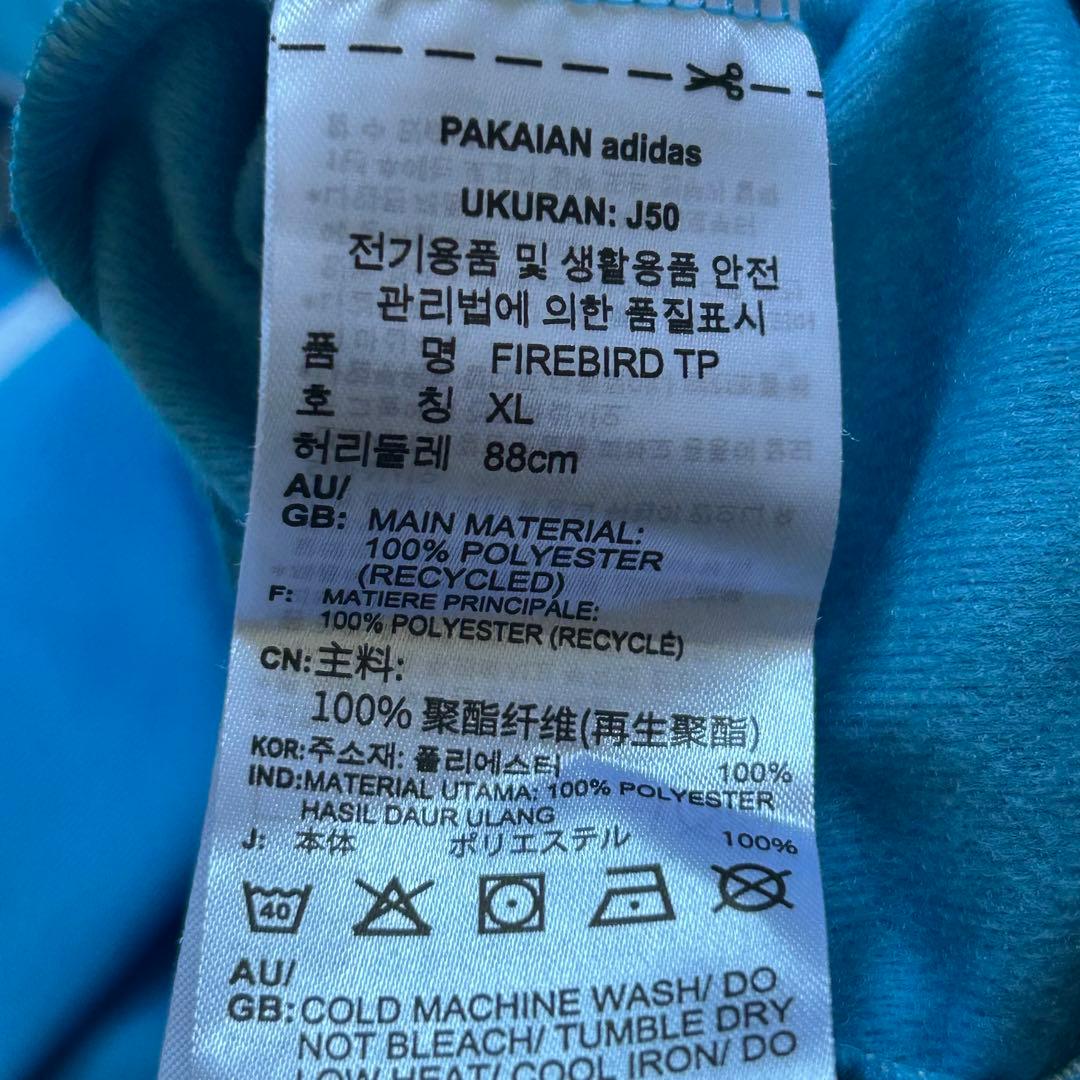 PAKAIAN adidas
UKURAN: J50
전기용품 및 생활용품 안전
관리법에 의한 품질표시
품 명 FIREBIRD TP
호 칭 XL
허리둘레 88cm
AU/
GB: MAIN MATERIAL:
100% POLYESTER
(RECYCLED)
F: MATIERE PRINCIPALE:
100% POLYESTER (RECYCLÉ)
CN: 主料:
100% 聚酯纤维(再生聚酯)
KOR: 주소재: 폴리에스터 100%
IND: MATERIAL UTAMA: 100% POLYESTER
HASIL DAUR ULANG
J: 本体 ポリエステル 100%
40
AU/
GB: COLD MACHINE WASH/ DO
NOT BLEACH/ TUMBLE DRY
LOW HEAT/ COOL IRON/ DO